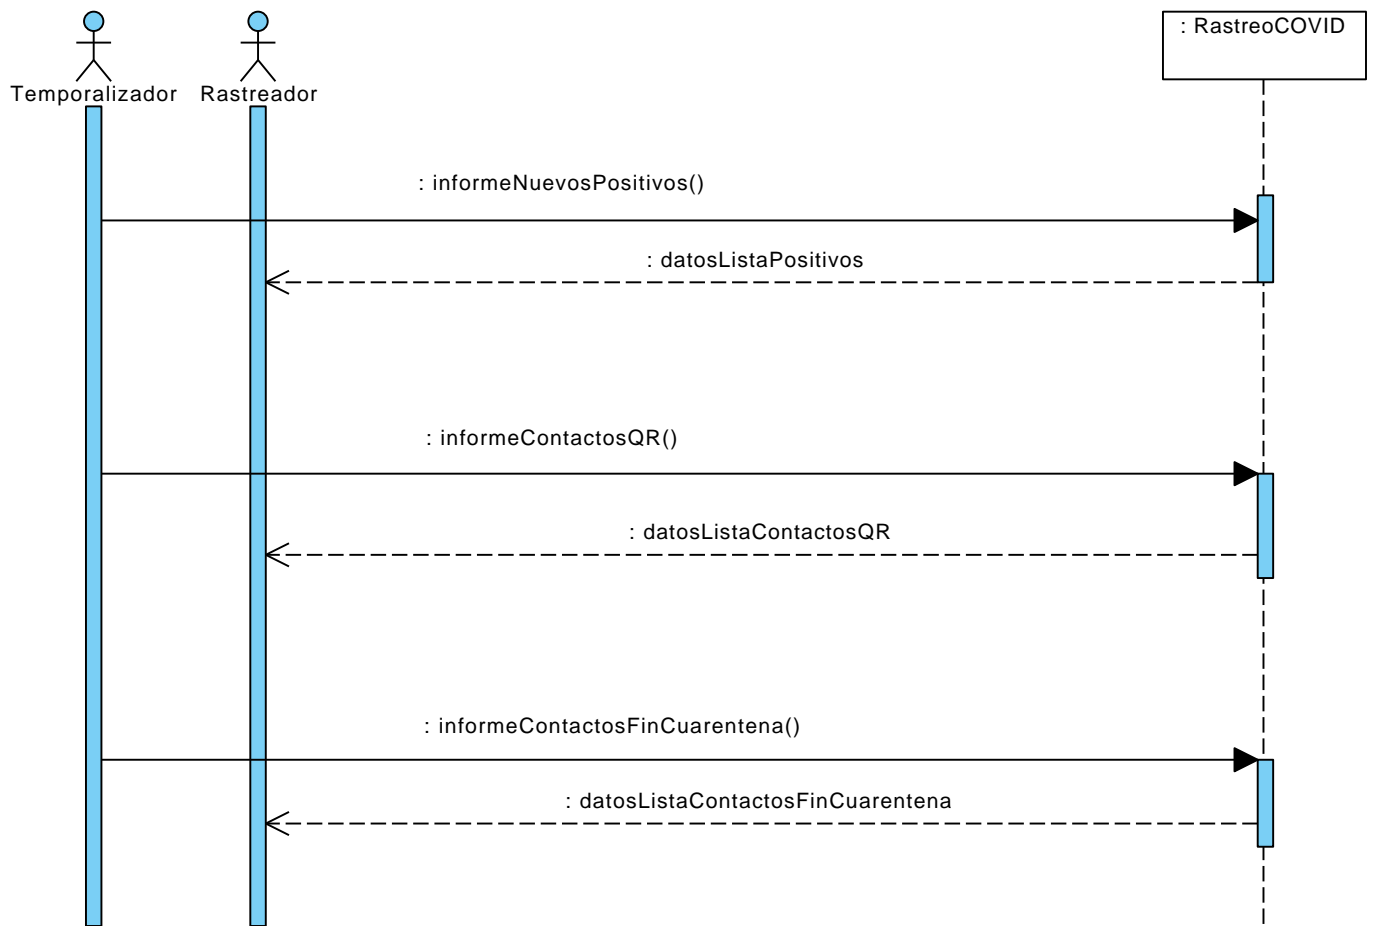 : RastreoCOVID
Temporalizador
Rastreador
: informeNuevosPositivos()
: datosListaPositivos
: informeContactosQR()
: datosListaContactosQR
: informeContactosFinCuarentena()
: datosListaContactosFinCuarentena